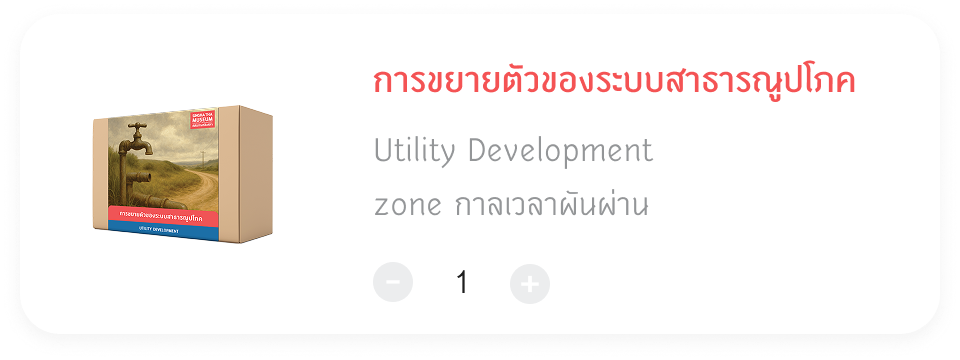 การขยายตัวของระบบสาธารณูปโภค
Utility Development
zone กาลเวลาผันผ่าน
- 1 +
MUSEUM
การขยายตัวของระบบสาธารณูปโภค
UTILITY DEVELOPMENT